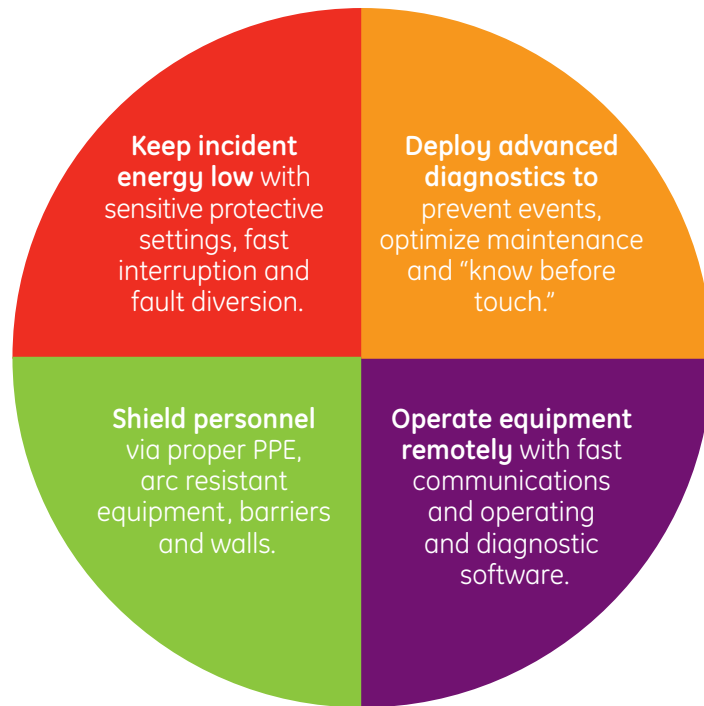 Keep incident
energy low with
sensitive protective
settings, fast
interruption and
fault diversion.
Deploy advanced
diagnostics to
prevent events,
optimize maintenance
and “know before
touch.”
Shield personnel
via proper PPE,
arc resistant
equipment, barriers
and walls.
Operate equipment
remotely with fast
communications
and operating
and diagnostic
software.